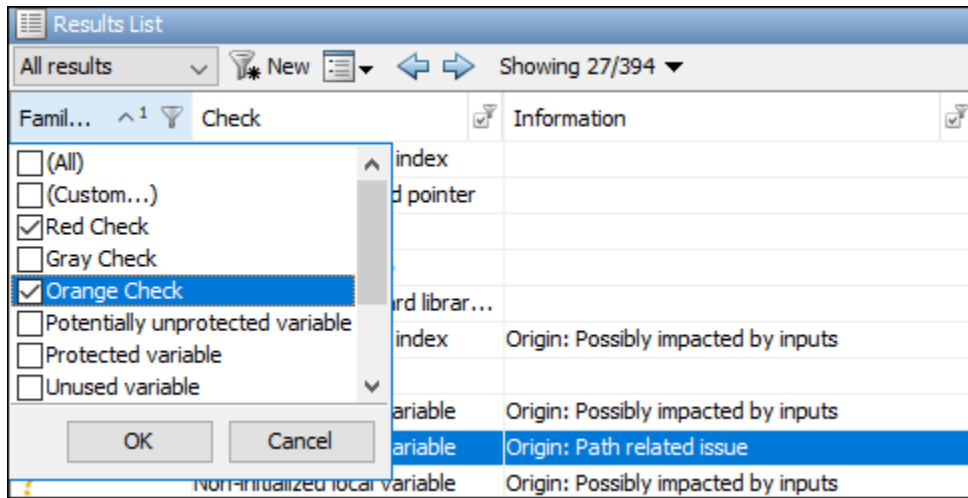 Results List
All results New Showing 27/394
Famil... 1 Check Information
(All) index
(Custom...) d pointer
Red Check
Gray Check
Orange Check rd librar...
Potentially unprotected variable
Protected variable index Origin: Possibly impacted by inputs
Unused variable
ariable Origin: Possibly impacted by inputs
OK Cancel ariable Origin: Path related issue
? Non-initialized local variable Origin: Possibly impacted by inputs